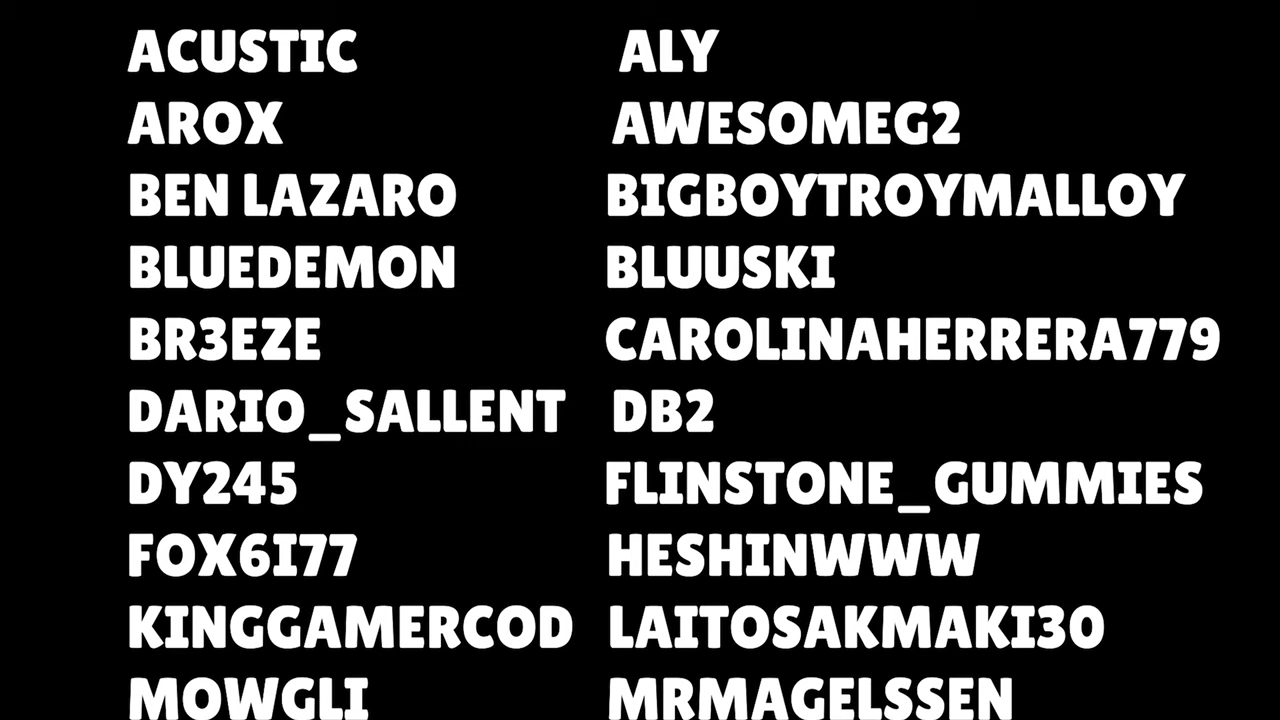 ACUSTIC ALY
AROX AWESOMEG2
BEN LAZARO BIGBOYTROYMALLOY
BLUEDEMON BLUUSKI
BR3EZE CAROLINAHERRERA779
DARIO_SALLENT DB2
DY245 FLINSTONE_GUMMIES
FOX6I77 HESHINWWW
KINGGAMERCOD LAITOSAKMAKI30
MOWGLI MRMAGELSSEN